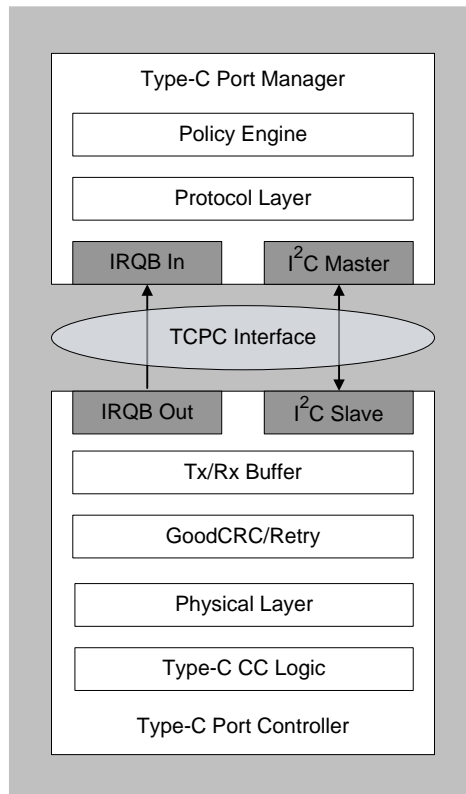 Type-C Port Manager
Policy Engine
Protocol Layer
IRQB In
I²C Master
TCPC Interface
IRQB Out
I²C Slave
Tx/Rx Buffer
GoodCRC/Retry
Physical Layer
Type-C CC Logic
Type-C Port Controller